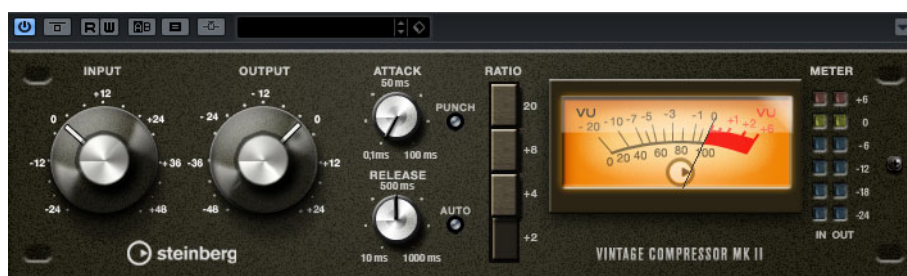 R W
AB
INPUT
+12
0
+24
-12
+36
-24
+48
OUTPUT
-12
-24
0
-36
+12
-48
+24
steinberg
ATTACK
50 ms
PUNCH
0,1ms 100 ms
RELEASE
500 ms
AUTO
10 ms 1000 ms
RATIO
20
+8
+4
+2
VU VU
-20 -10 -7 -5 -3 -1 0 +1 +2 +6
0 20 40 60 80 100
VINTAGE COMPRESSOR MK II
METER
+6
0
-6
-12
-18
-24
IN OUT